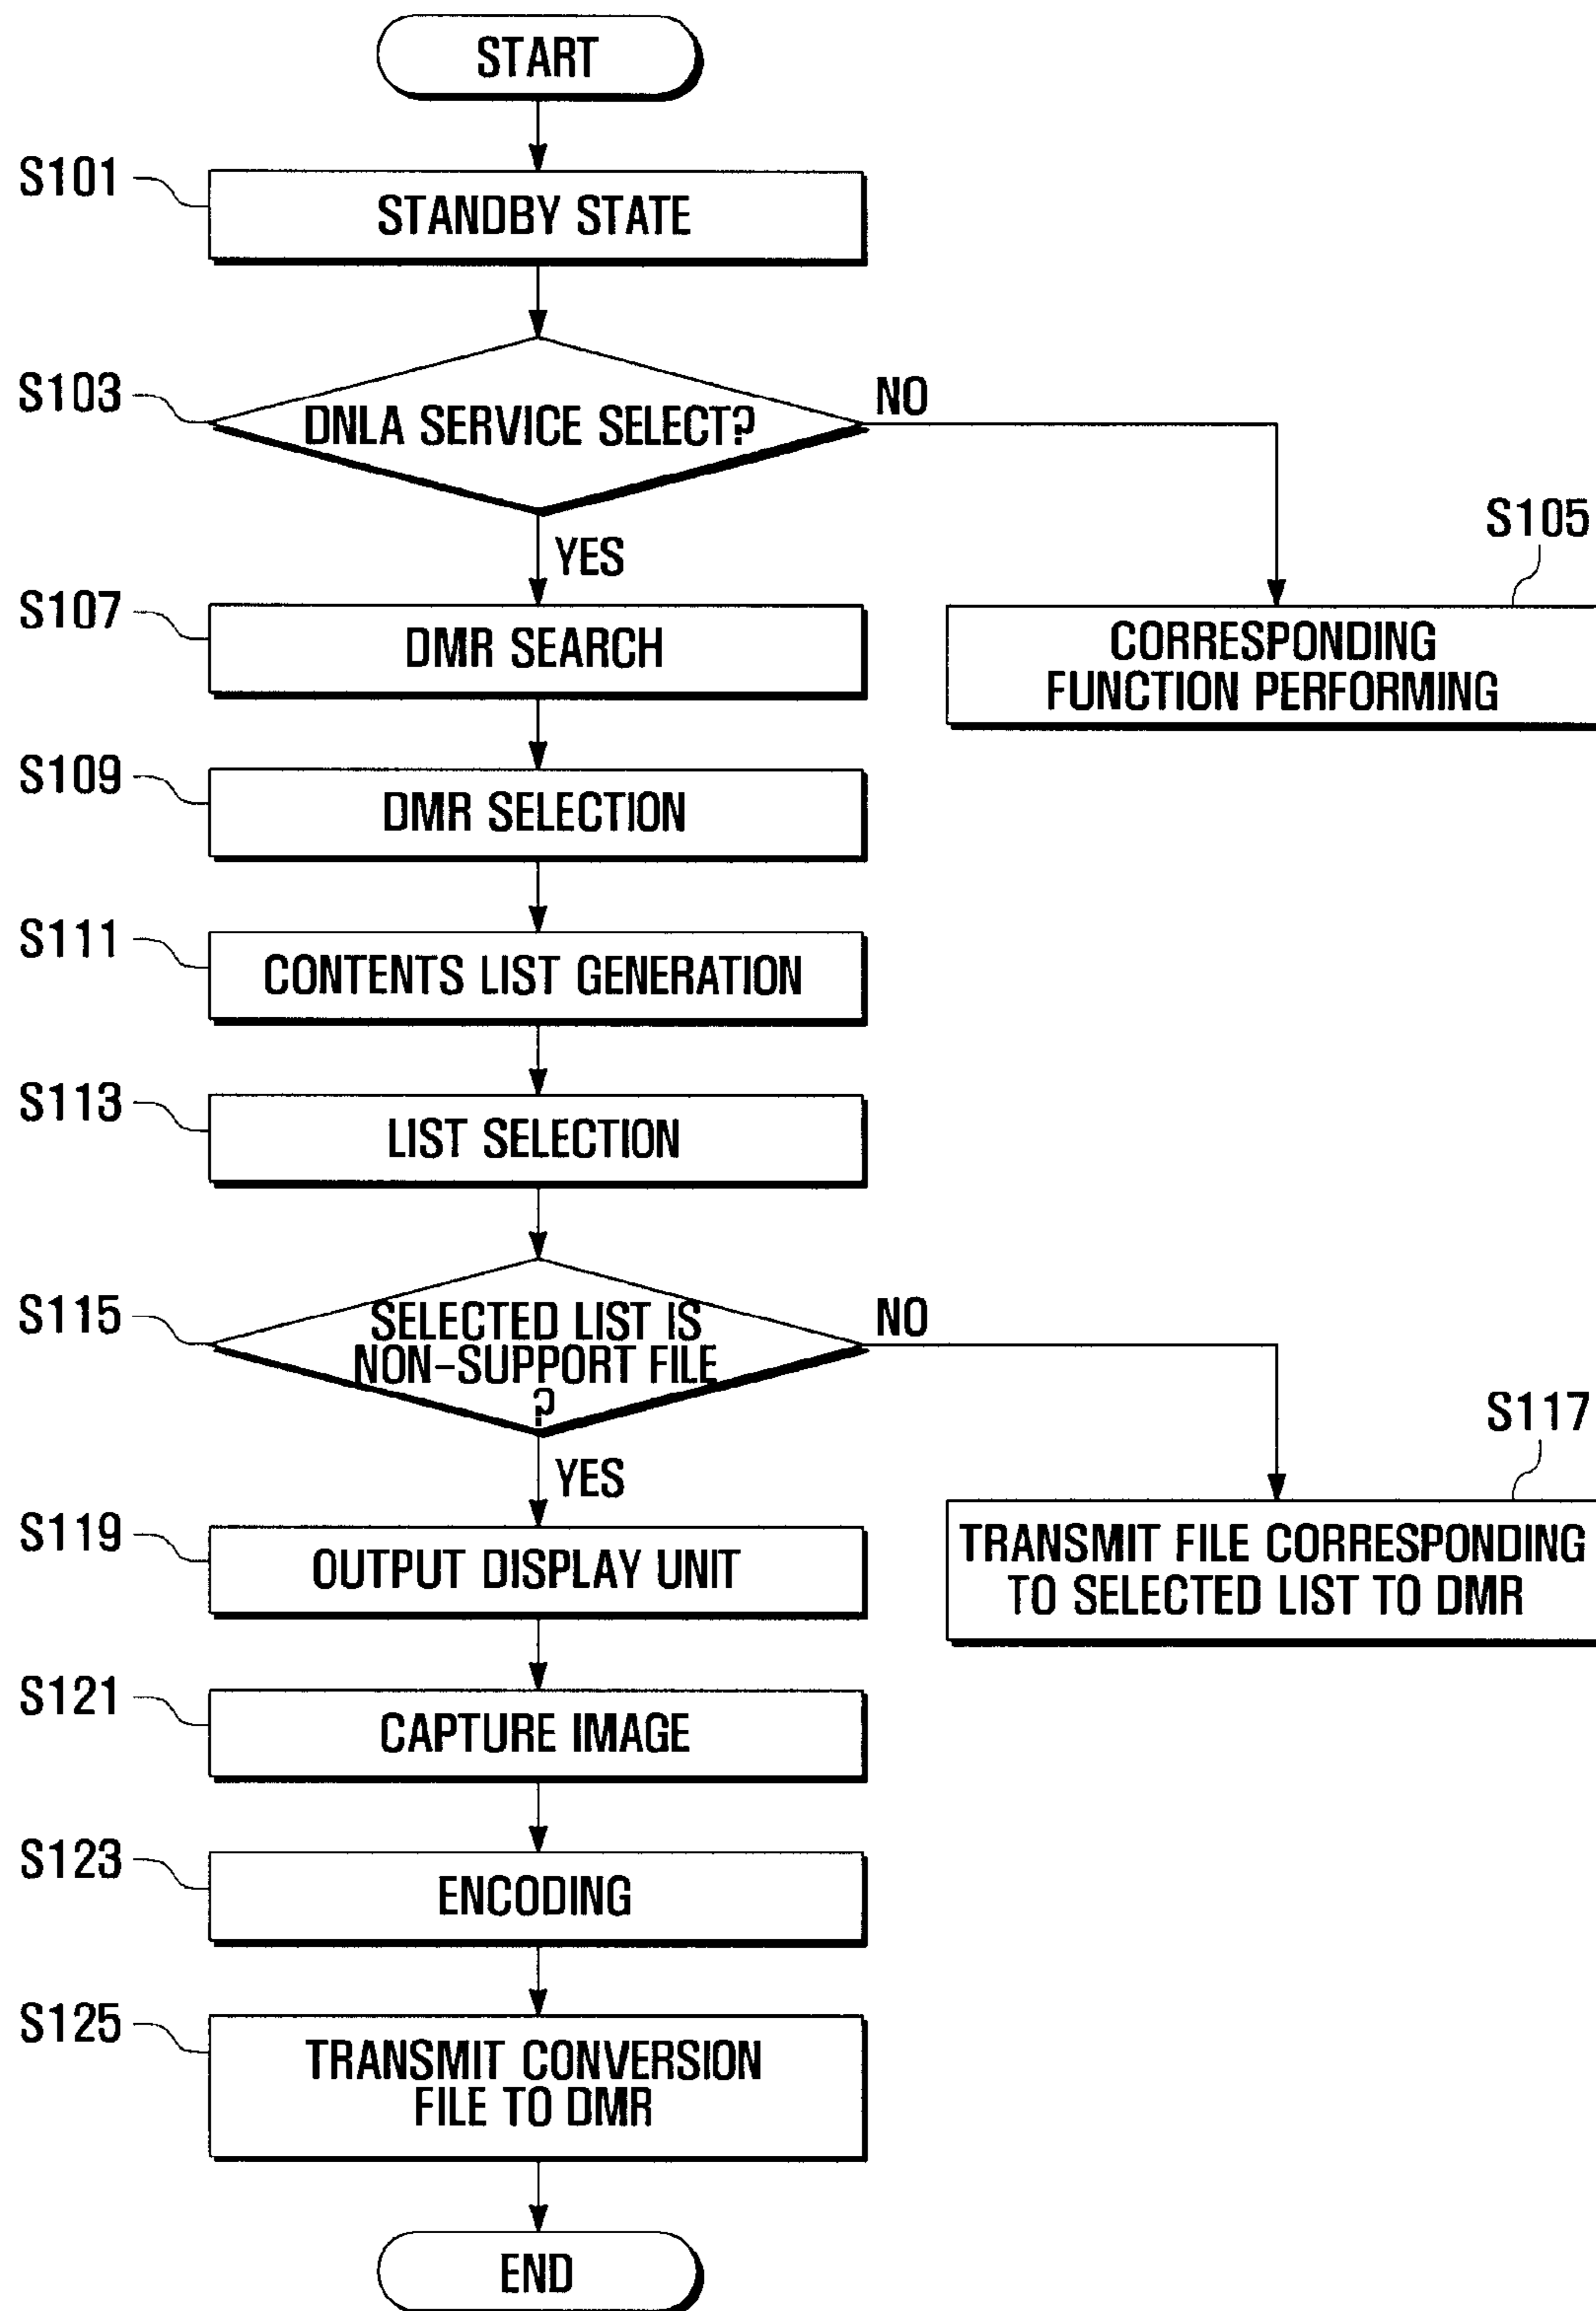 START
S101
STANDBY STATE
S103
DNLA SERVICE SELECT?
NO
YES
S105
CORRESPONDING
FUNCTION PERFORMING
S107
DMR SEARCH
S109
DMR SELECTION
S111
CONTENTS LIST GENERATION
S113
LIST SELECTION
S115
SELECTED LIST IS
NON-SUPPORT FILE
?
NO
YES
S117
TRANSMIT FILE CORRESPONDING
TO SELECTED LIST TO DMR
S119
OUTPUT DISPLAY UNIT
S121
CAPTURE IMAGE
S123
ENCODING
S125
TRANSMIT CONVERSION
FILE TO DMR
END